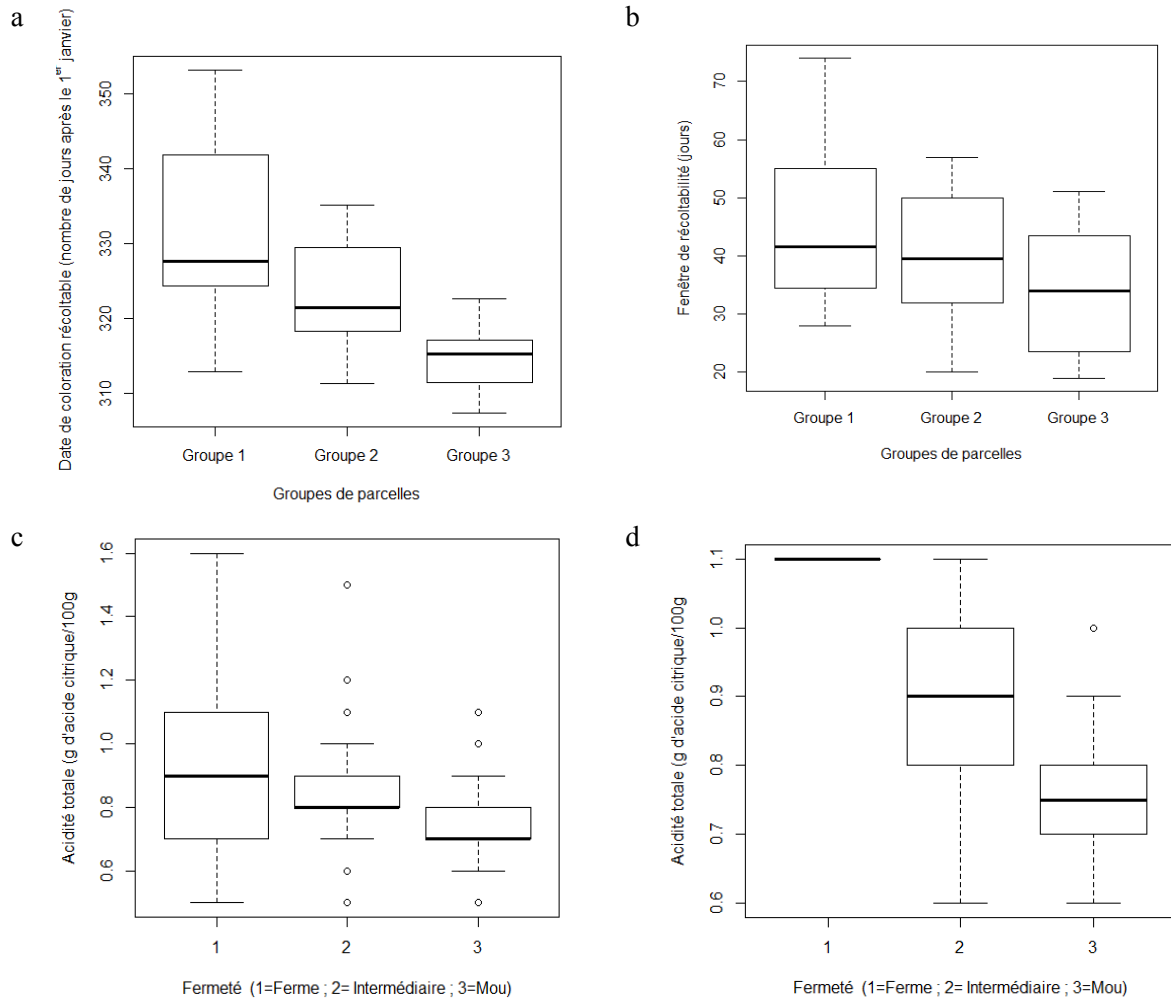 a
Date de coloration récoltable (nombre de jours après le 1er janvier)
350
340
330
320
310
Groupe 1
Groupe 2
Groupe 3
Groupes de parcelles
b
Fenêtre de récoltabilité (jours)
70
60
50
40
30
20
Groupe 1
Groupe 2
Groupe 3
Groupes de parcelles
c
Acidité totale (g d'acide citrique/100g
1.6
1.4
1.2
1.0
0.8
0.6
1
2
3
Fermeté (1=Ferme ; 2= Intermédiaire ; 3=Mou)
d
Acidité totale (g d'acide citrique/100g
1.1
1.0
0.9
0.8
0.7
0.6
1
2
3
Fermeté (1=Ferme ; 2= Intermédiaire ; 3=Mou)